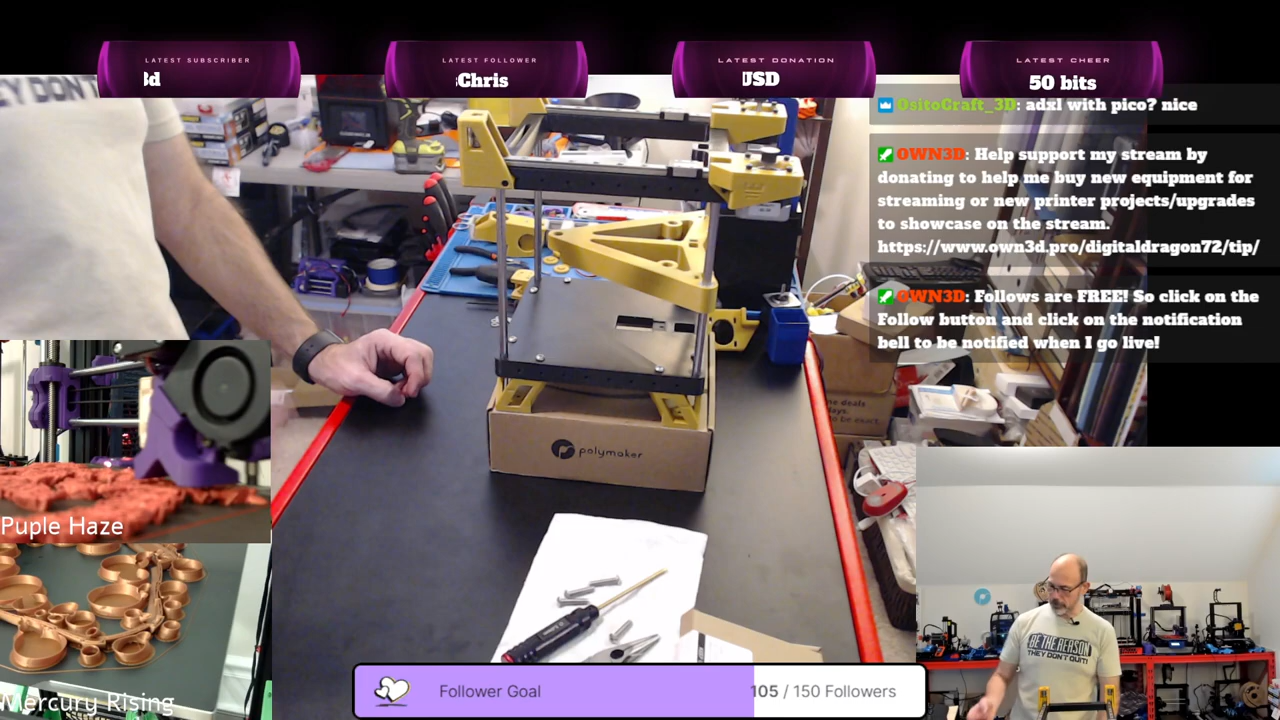 LATEST SUBSCRIBER
3d
LATEST FOLLOWER
Chris
LATEST DONATION
USD
LATEST CHEER
50 bits
THEY DON'T
OsitoCraft_3D: adxl with pico? nice
OWN3D: Help support my stream by
donating to help me buy new equipment for
streaming or new printer projects/upgrades
to showcase on the stream.
https://www.own3d.pro/digitaldragon72/tip/
OWN3D: Follows are FREE! So click on the
Follow button and click on the notification
bell to be notified when I go live!
polymaker
Puple Haze
Mercury Rising
BE THE REASON
THEY DON'T QUIT!
Follower Goal
105 / 150 Followers